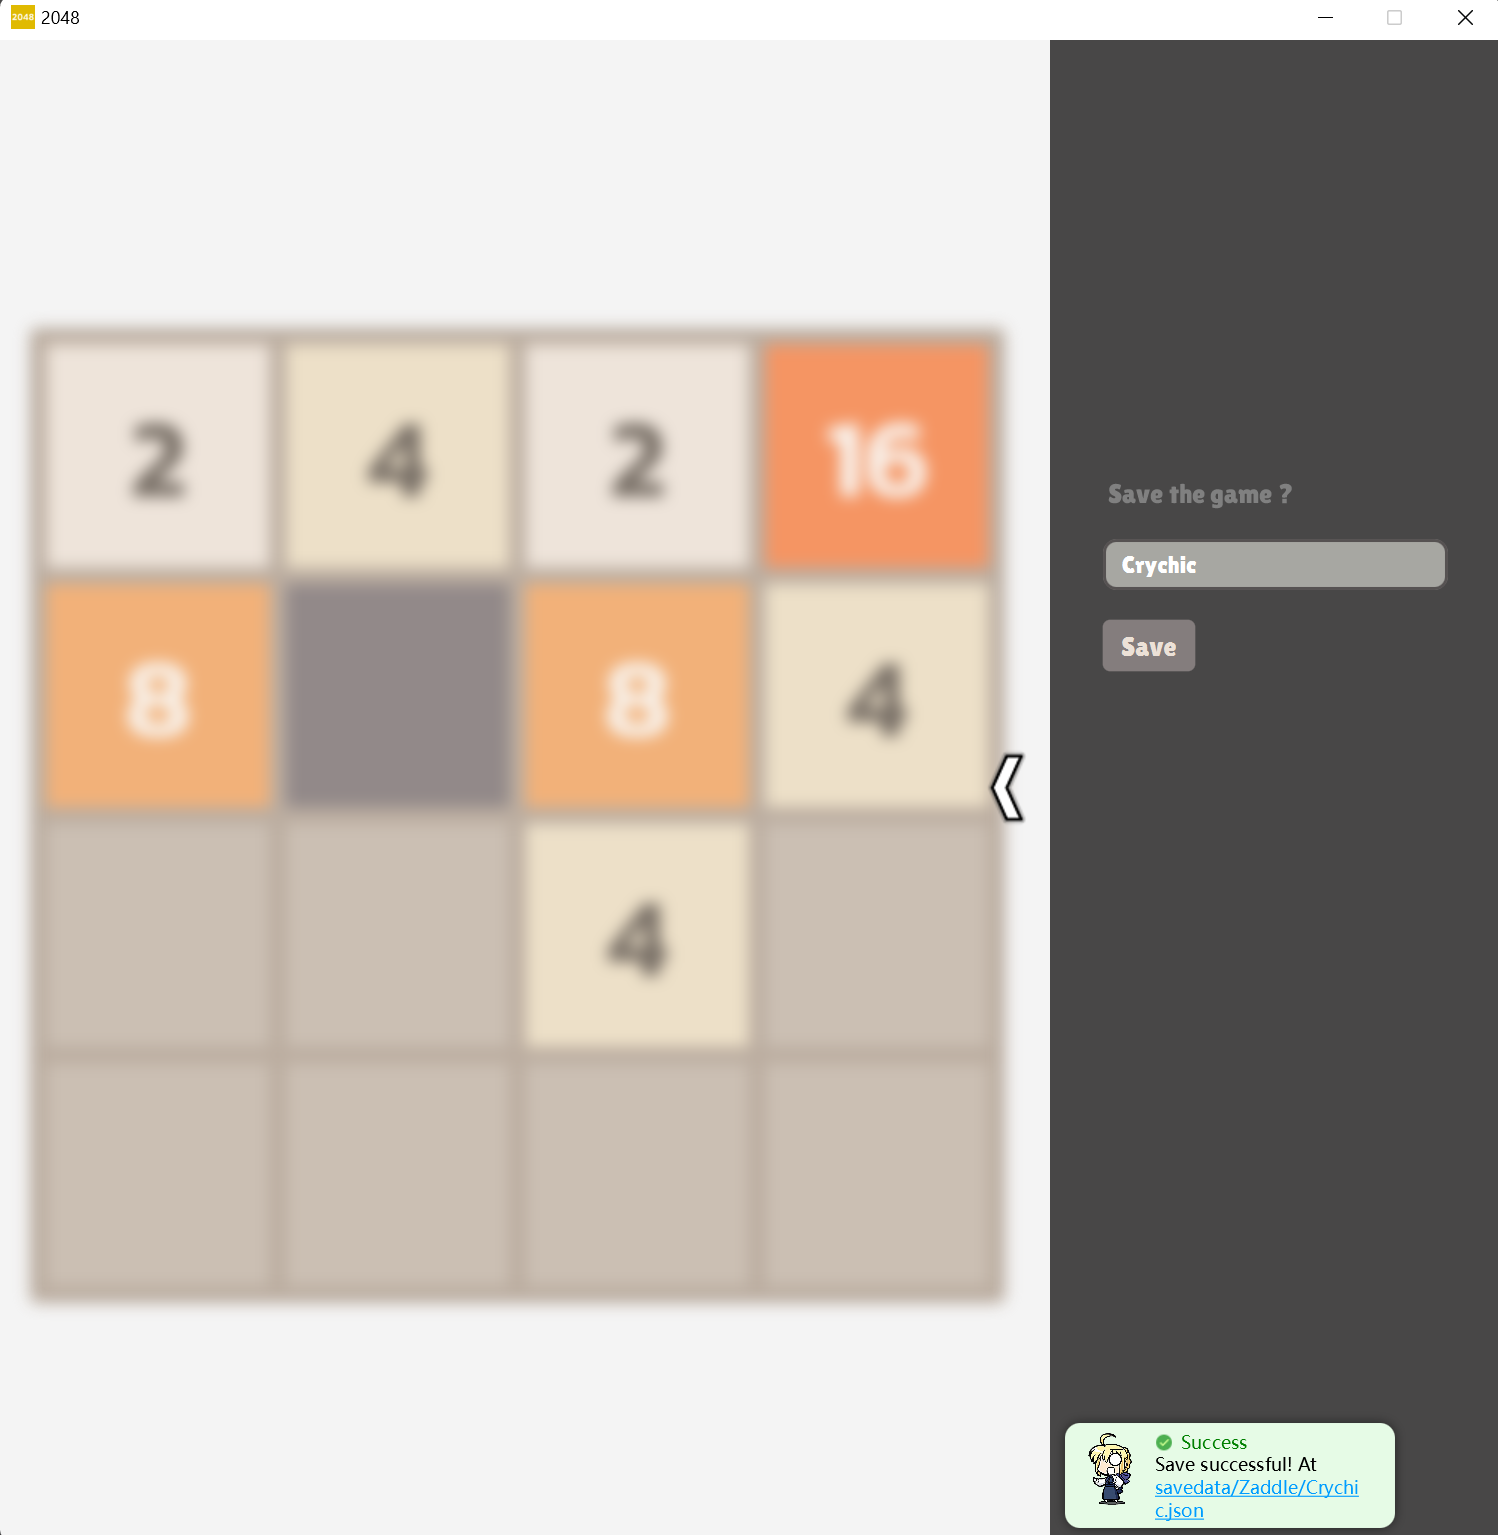 2048 2048
2 4 2 16
8 8 4
4
Save the game ?
Crychic
Save
Success
Save successful! At
savedata/Zaddle/Crychi
c.json